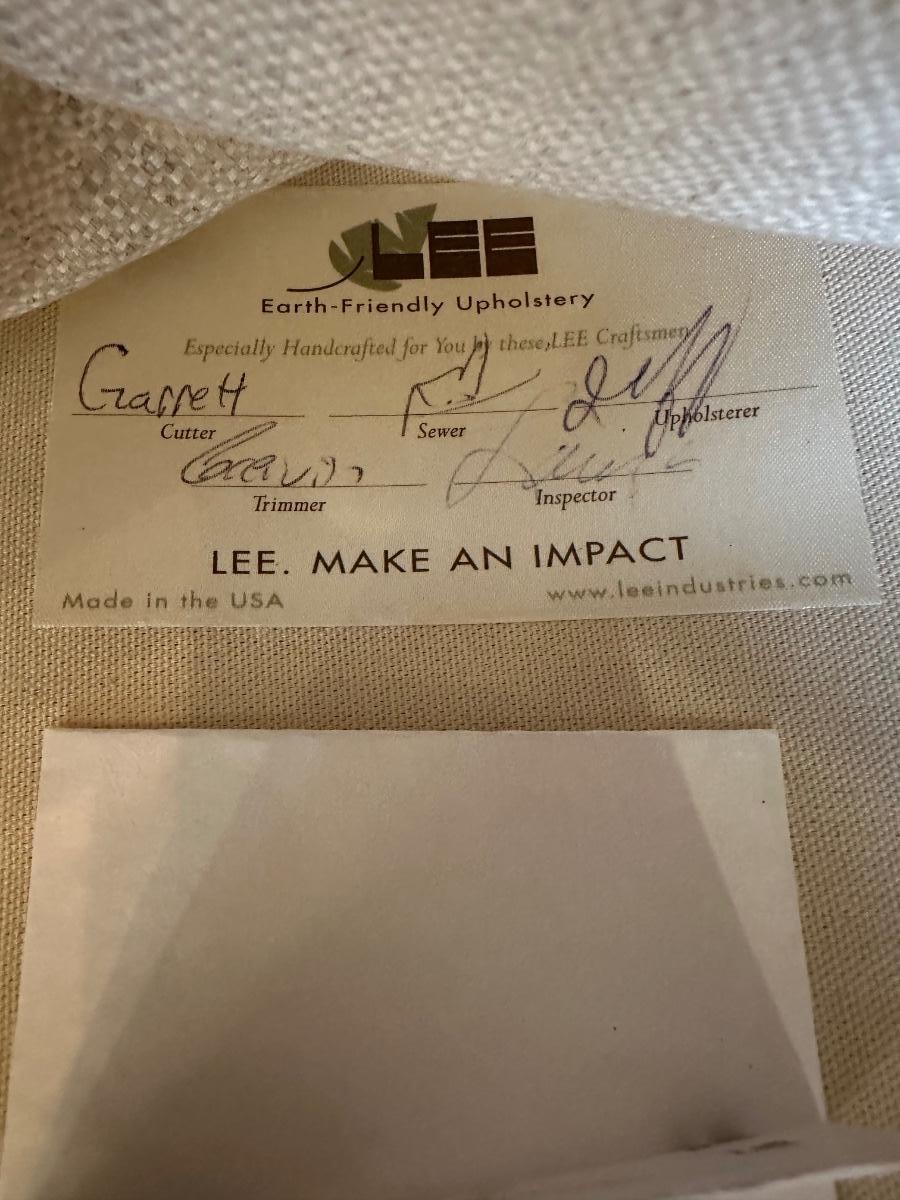 LEE
Earth-Friendly Upholstery
Especially Handcrafted for You by these LEE Craftsmen
Garrett Jeff
Cutter Sewer Upholsterer
Trimmer Inspector
LEE. MAKE AN IMPACT
Made in the USA www.leeindustries.com